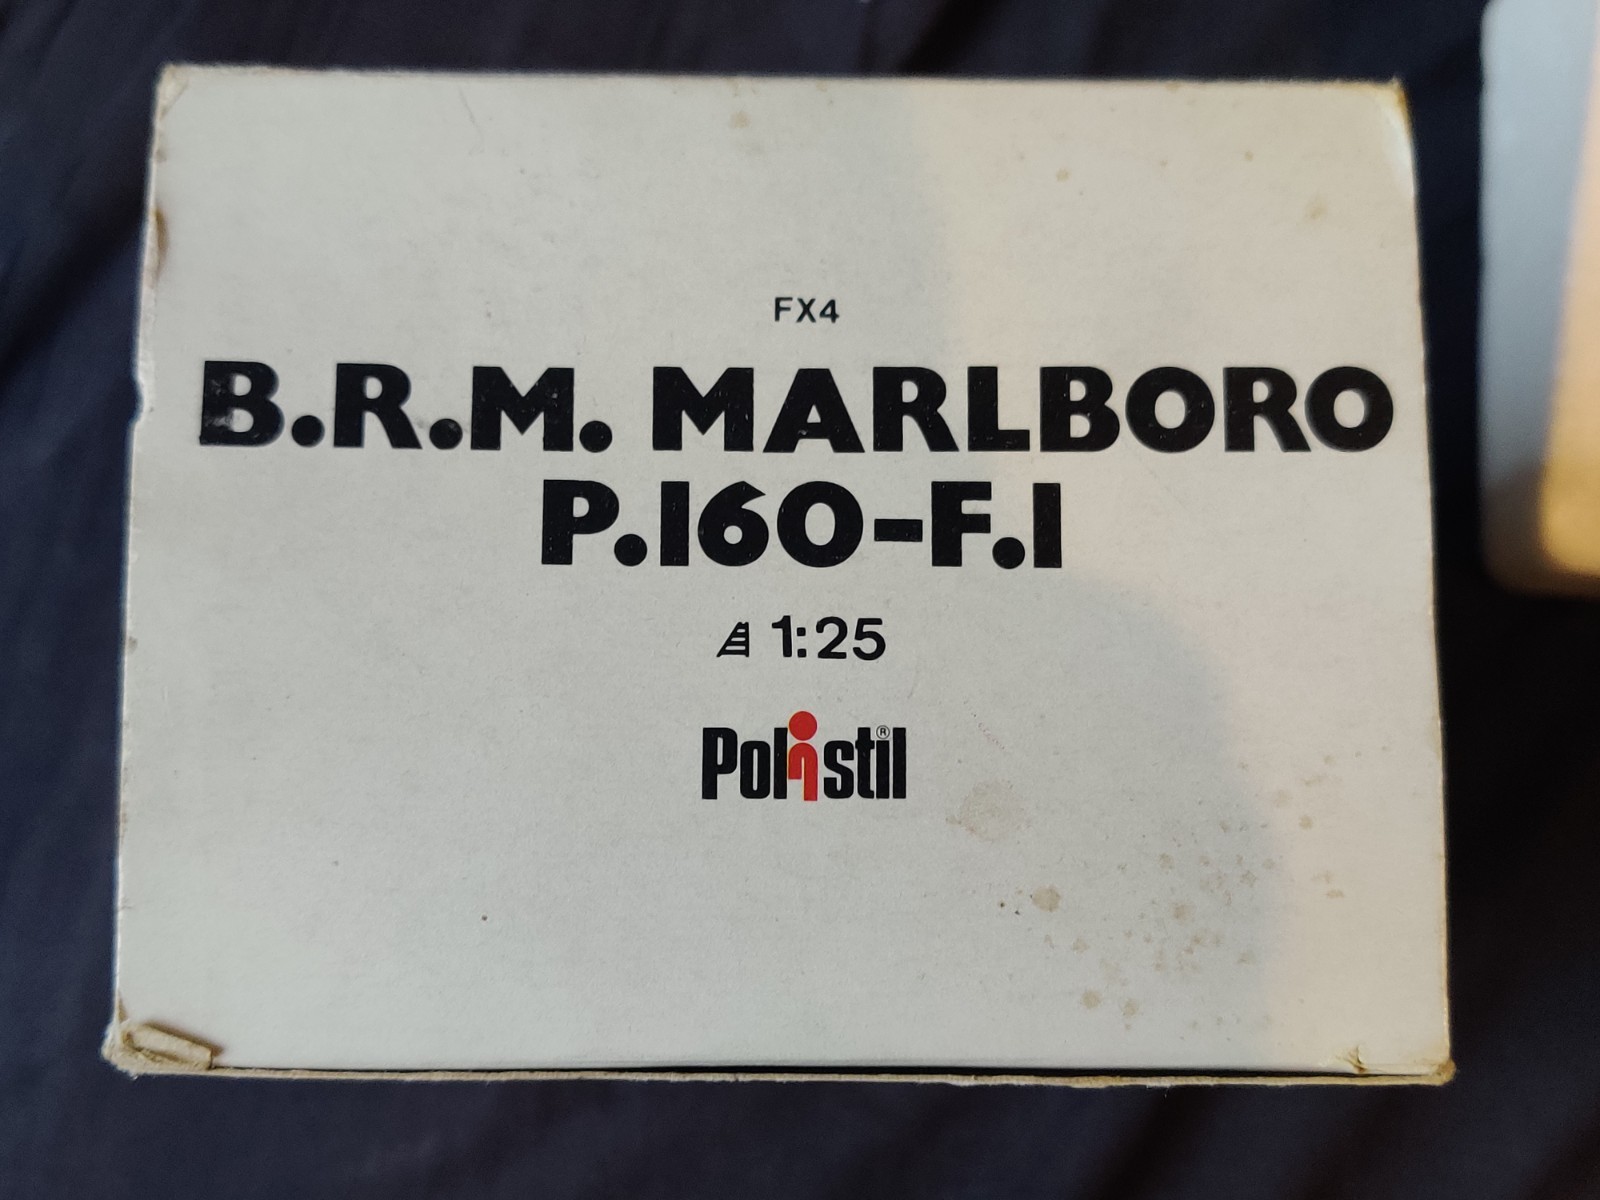 FX4
B.R.M. MARLBORO
P.160-F.1
1:25
Polistil®